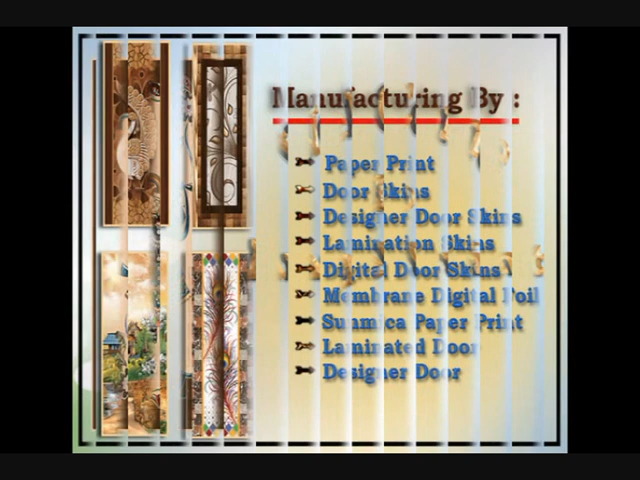 Manufacturing By :
Paper Print
Door Skins
Designer Door Skins
Lamination Skins
Digital Door Skins
Membrane Digital Foil
Sunmica Paper Print
Laminated Door
Designer Door